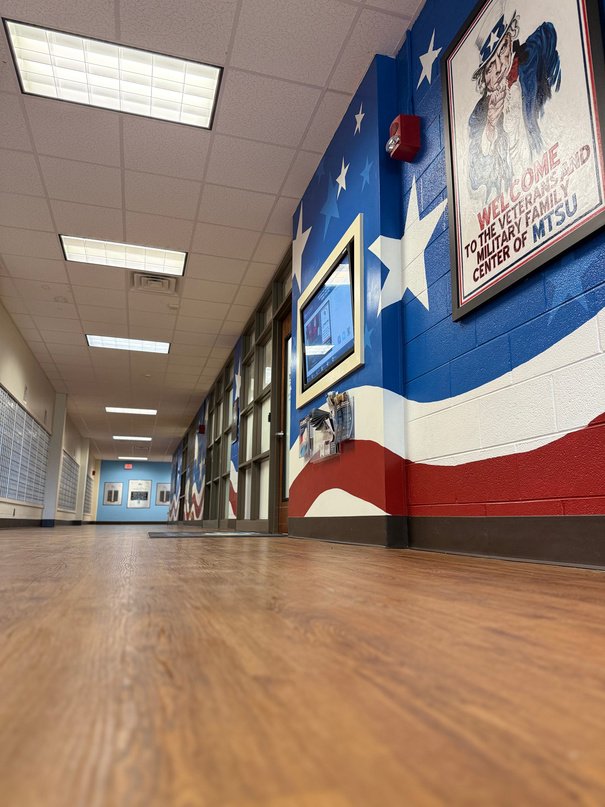 WELCOME
TO THE VETERANS AND
MILITARY FAMILY
CENTER OF MTSU